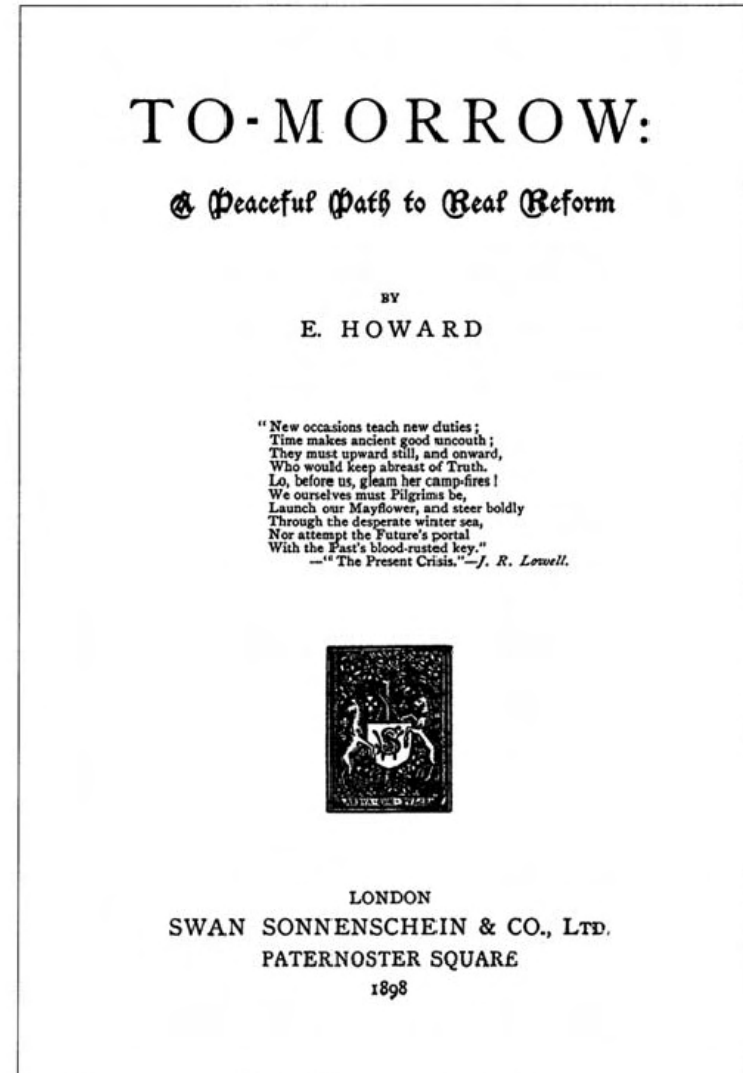 TO-MORROW:
A Peaceful Path to Real Reform
BY
E. HOWARD
"New occasions teach new duties;
Time makes ancient good uncouth;
They must upward still, and onward,
Who would keep abreast of Truth.
Lo, before us, gleam her camp-fires!
We ourselves must Pilgrims be,
Launch our Mayflower, and steer boldly
Through the desperate winter sea,
Nor attempt the Future's portal
With the Past's blood-rusted key."
—"The Present Crisis."—J. R. Lowell.
LONDON
SWAN SONNENSCHEIN & CO., LTD.
PATERNOSTER SQUARE
1898